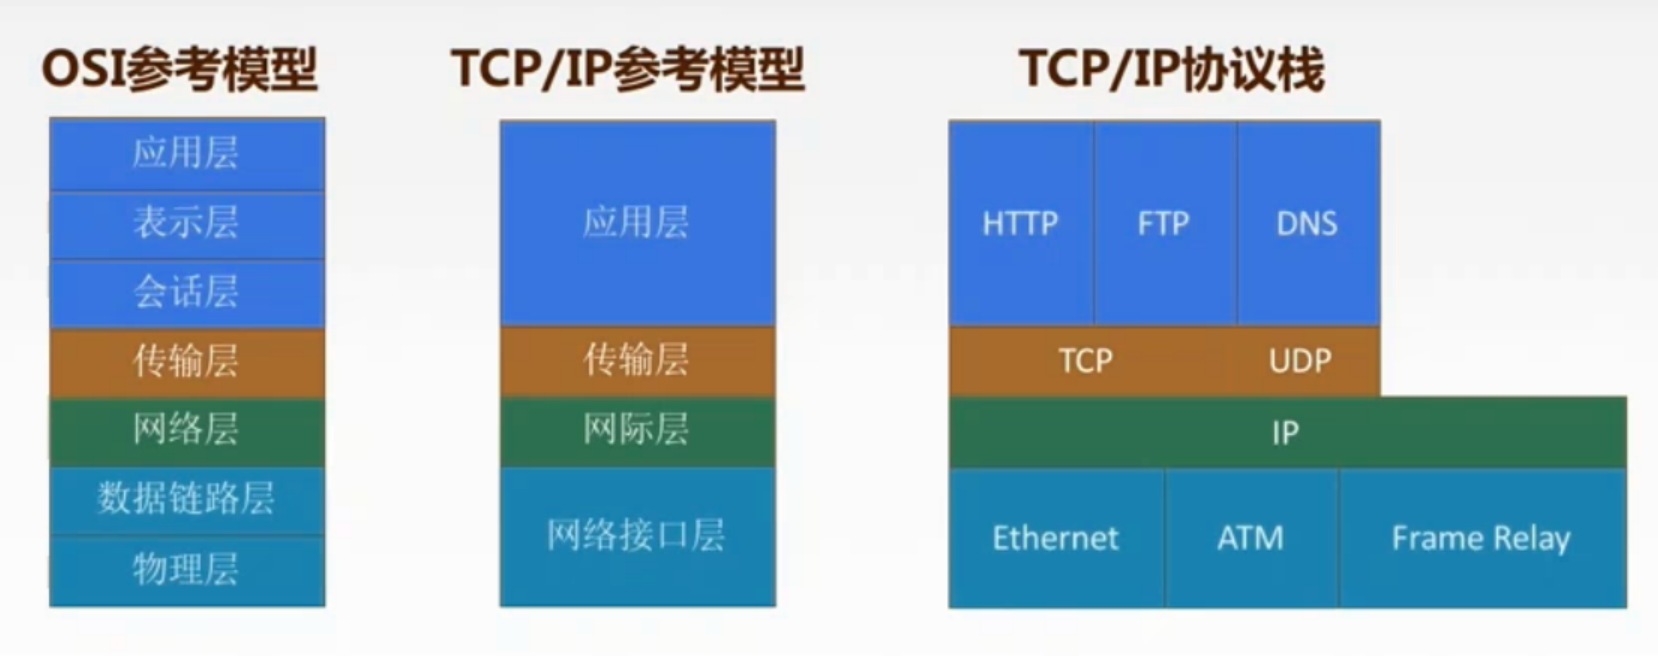 OSI参考模型
应用层
表示层
会话层
传输层
网络层
数据链路层
物理层
TCP/IP参考模型
应用层
传输层
网际层
网络接口层
TCP/IP协议栈
HTTP FTP DNS
TCP UDP
IP
Ethernet ATM Frame Relay